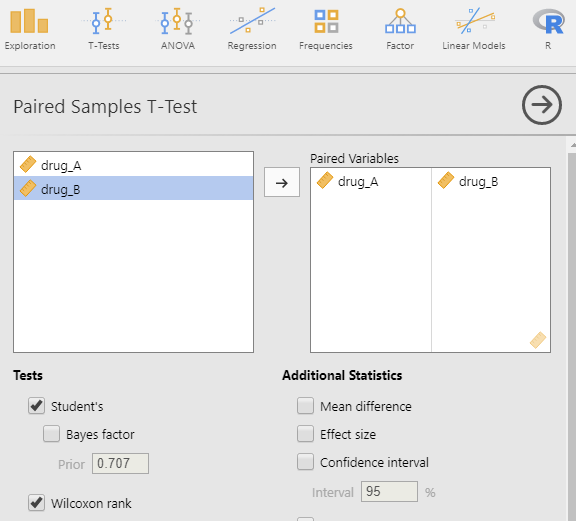 Exploration T-Tests ANOVA Regression Frequencies Factor Linear Models R
Paired Samples T-Test
drug_A
drug_B
Paired Variables
drug_A drug_B
Tests
Student's
Bayes factor
Prior 0.707
Wilcoxon rank
Additional Statistics
Mean difference
Effect size
Confidence interval
Interval 95 %